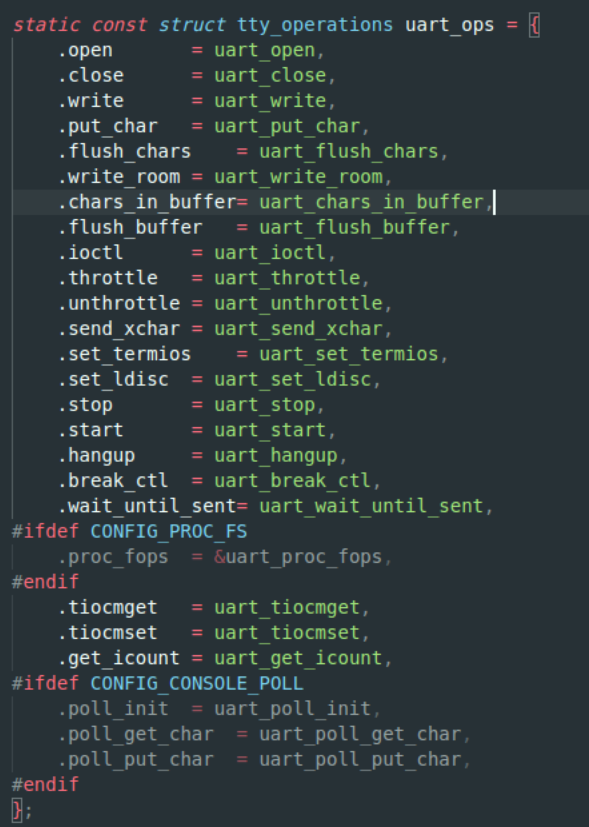 static const struct tty_operations uart_ops = {
    .open       = uart_open,
    .close      = uart_close,
    .write      = uart_write,
    .put_char   = uart_put_char,
    .flush_chars    = uart_flush_chars,
    .write_room = uart_write_room,
    .chars_in_buffer= uart_chars_in_buffer,
    .flush_buffer   = uart_flush_buffer,
    .ioctl      = uart_ioctl,
    .throttle   = uart_throttle,
    .unthrottle = uart_unthrottle,
    .send_xchar = uart_send_xchar,
    .set_termios    = uart_set_termios,
    .set_ldisc  = uart_set_ldisc,
    .stop       = uart_stop,
    .start      = uart_start,
    .hangup     = uart_hangup,
    .break_ctl  = uart_break_ctl,
    .wait_until_sent= uart_wait_until_sent,
#ifdef CONFIG_PROC_FS
    .proc_fops  = &uart_proc_fops,
#endif
    .tiocmget   = uart_tiocmget,
    .tiocmset   = uart_tiocmset,
    .get_icount = uart_get_icount,
#ifdef CONFIG_CONSOLE_POLL
    .poll_init  = uart_poll_init,
    .poll_get_char  = uart_poll_get_char,
    .poll_put_char  = uart_poll_put_char,
#endif
};